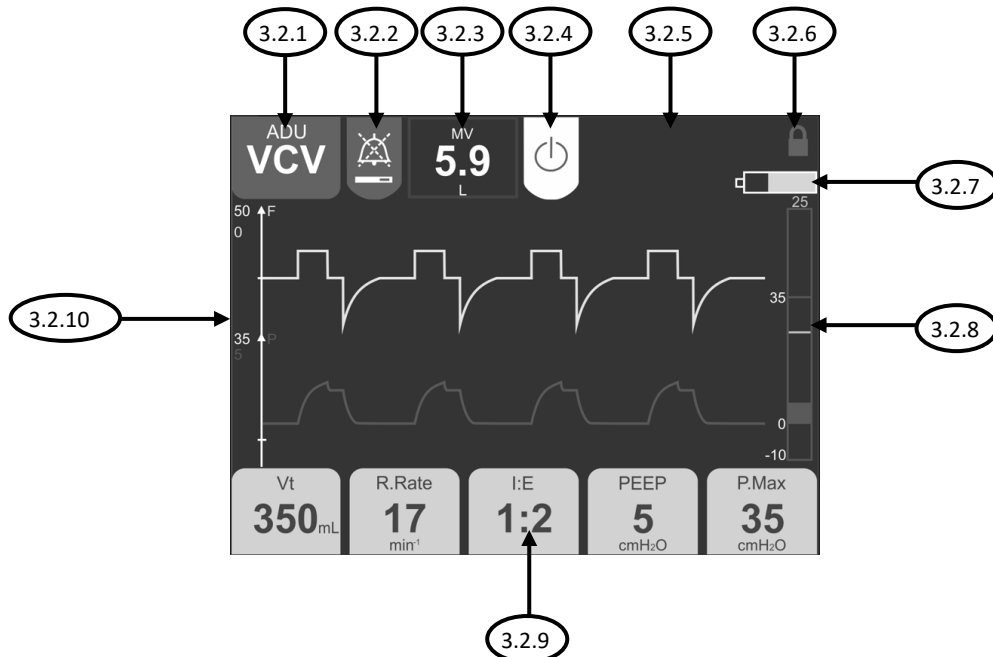 3.2.1 3.2.2 3.2.3 3.2.4 3.2.5 3.2.6
ADU
VCV
MV
5.9
L
3.2.7
25
50 F
0
35
3.2.10
3.2.8
35 P
5
0
-10
Vt
350 mL
R.Rate
17
min-1
I:E
1:2
PEEP
5
cmH₂O
P.Max
35
cmH₂O
3.2.9